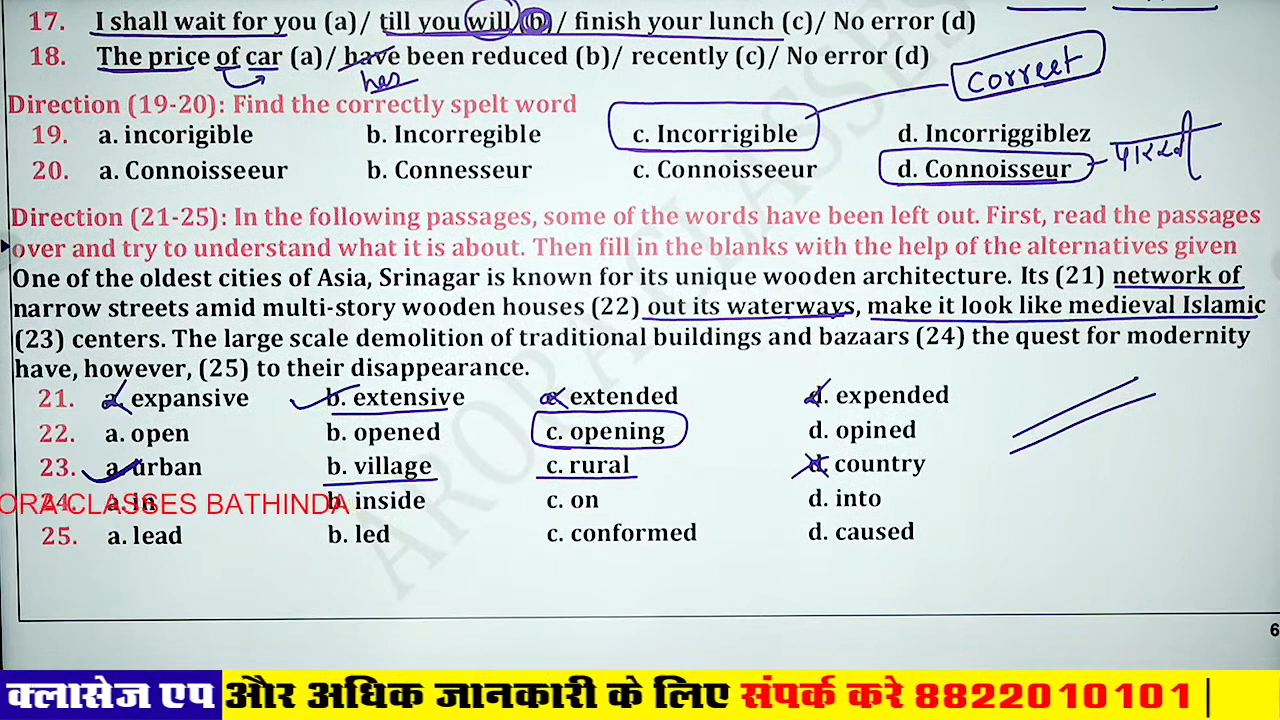 17. I shall wait for you (a)/ till you will (b)/ finish your lunch (c)/ No error (d)
18. The price of car (a)/ have been reduced (b)/ recently (c)/ No error (d)
has
correct
Direction (19-20): Find the correctly spelt word
19. a. incorigible b. Incorregible c. Incorrigible d. Incorriggiblez
20. a. Connoisseeur b. Connesseur c. Connoisseeur d. Connoisseur
Direction (21-25): In the following passages, some of the words have been left out. First, read the passages
over and try to understand what it is about. Then fill in the blanks with the help of the alternatives given
One of the oldest cities of Asia, Srinagar is known for its unique wooden architecture. Its (21) network of
narrow streets amid multi-story wooden houses (22) out its waterways, make it look like medieval Islamic
(23) centers. The large scale demolition of traditional buildings and bazaars (24) the quest for modernity
have, however, (25) to their disappearance.
21. a. expansive b. extensive c. extended d. expended
22. a. open b. opened c. opening d. opined
23. a. urban b. village c. rural d. country
24. a. in b. inside c. on d. into
ORA CLASSES BATHINDA
25. a. lead b. led c. conformed d. caused
ARORA CLASSES
6
क्लासेज एप और अधिक जानकारी के लिए संपर्क करे 8822010101